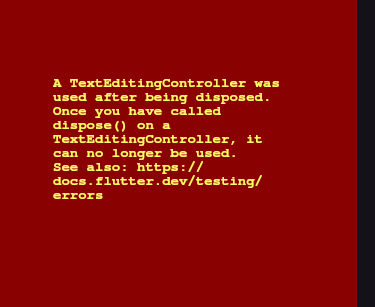 A TextEditingController was
used after being disposed.
Once you have called
dispose() on a
TextEditingController, it
can no longer be used.
See also: https://
docs.flutter.dev/testing/
errors